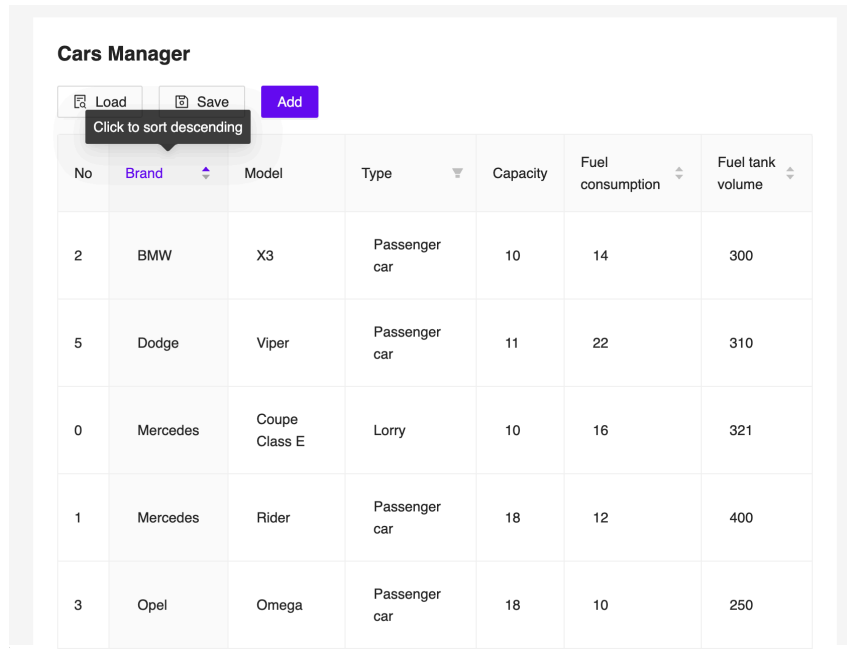 Cars Manager
Load Save Add
Click to sort descending
No Brand Model Type Capacity Fuel consumption Fuel tank volume
2 BMW X3 Passenger car 10 14 300
5 Dodge Viper Passenger car 11 22 310
0 Mercedes Coupe Class E Lorry 10 16 321
1 Mercedes Rider Passenger car 18 12 400
3 Opel Omega Passenger car 18 10 250